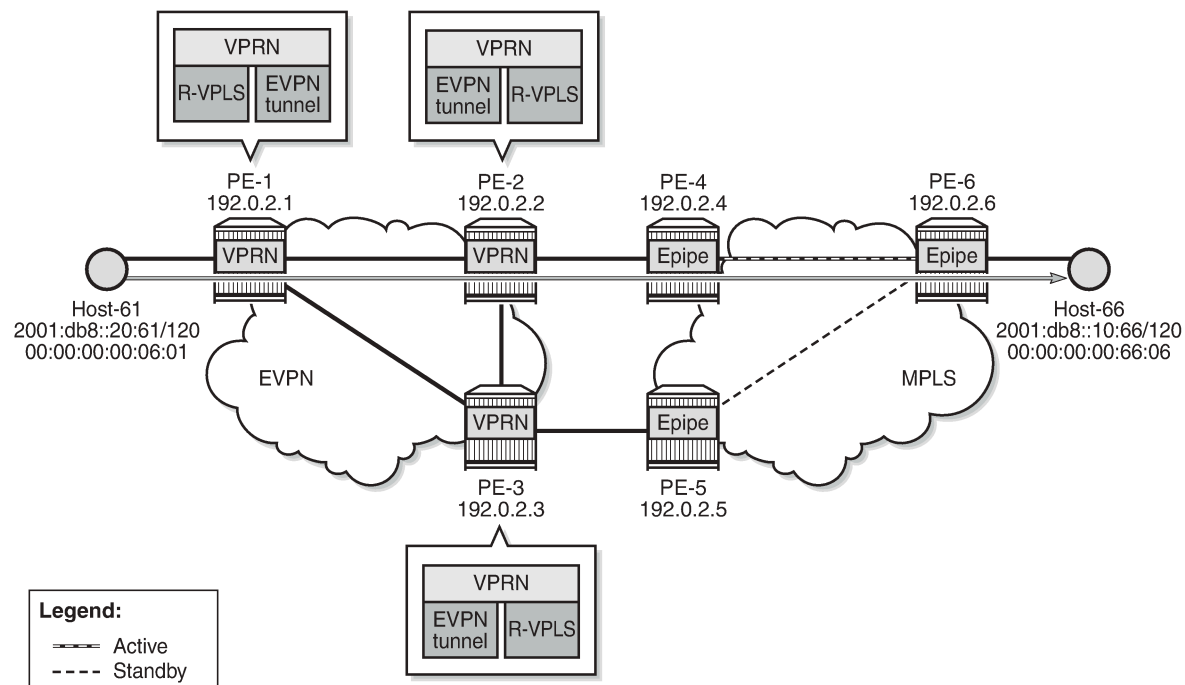 VPRN
R-VPLS
EVPN
tunnel
VPRN
EVPN
tunnel
R-VPLS
PE-1
192.0.2.1
PE-2
192.0.2.2
PE-4
192.0.2.4
PE-6
192.0.2.6
VPRN
VPRN
Epipe
Epipe
Host-61
2001:db8::20:61/120
00:00:00:00:06:01
Host-66
2001:db8::10:66/120
00:00:00:00:66:06
EVPN
MPLS
VPRN
Epipe
PE-3
192.0.2.3
PE-5
192.0.2.5
VPRN
EVPN
tunnel
R-VPLS
Legend:
Active
Standby